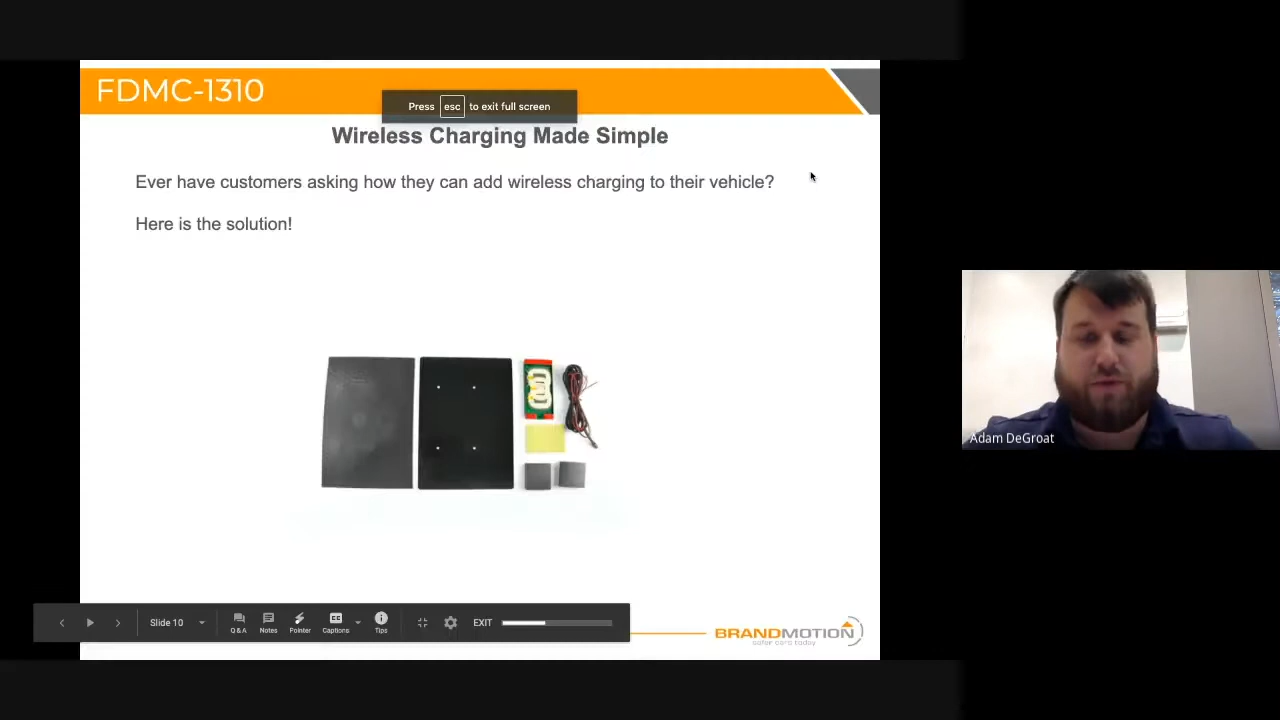 FDMC-1310
Press esc to exit full screen
Wireless Charging Made Simple
Ever have customers asking how they can add wireless charging to their vehicle?
Here is the solution!
Adam DeGroat
Slide 10
Q & A
Notes
Pointer
CC
Captions
Tips
EXIT
BRANDMOTION
safer cars today